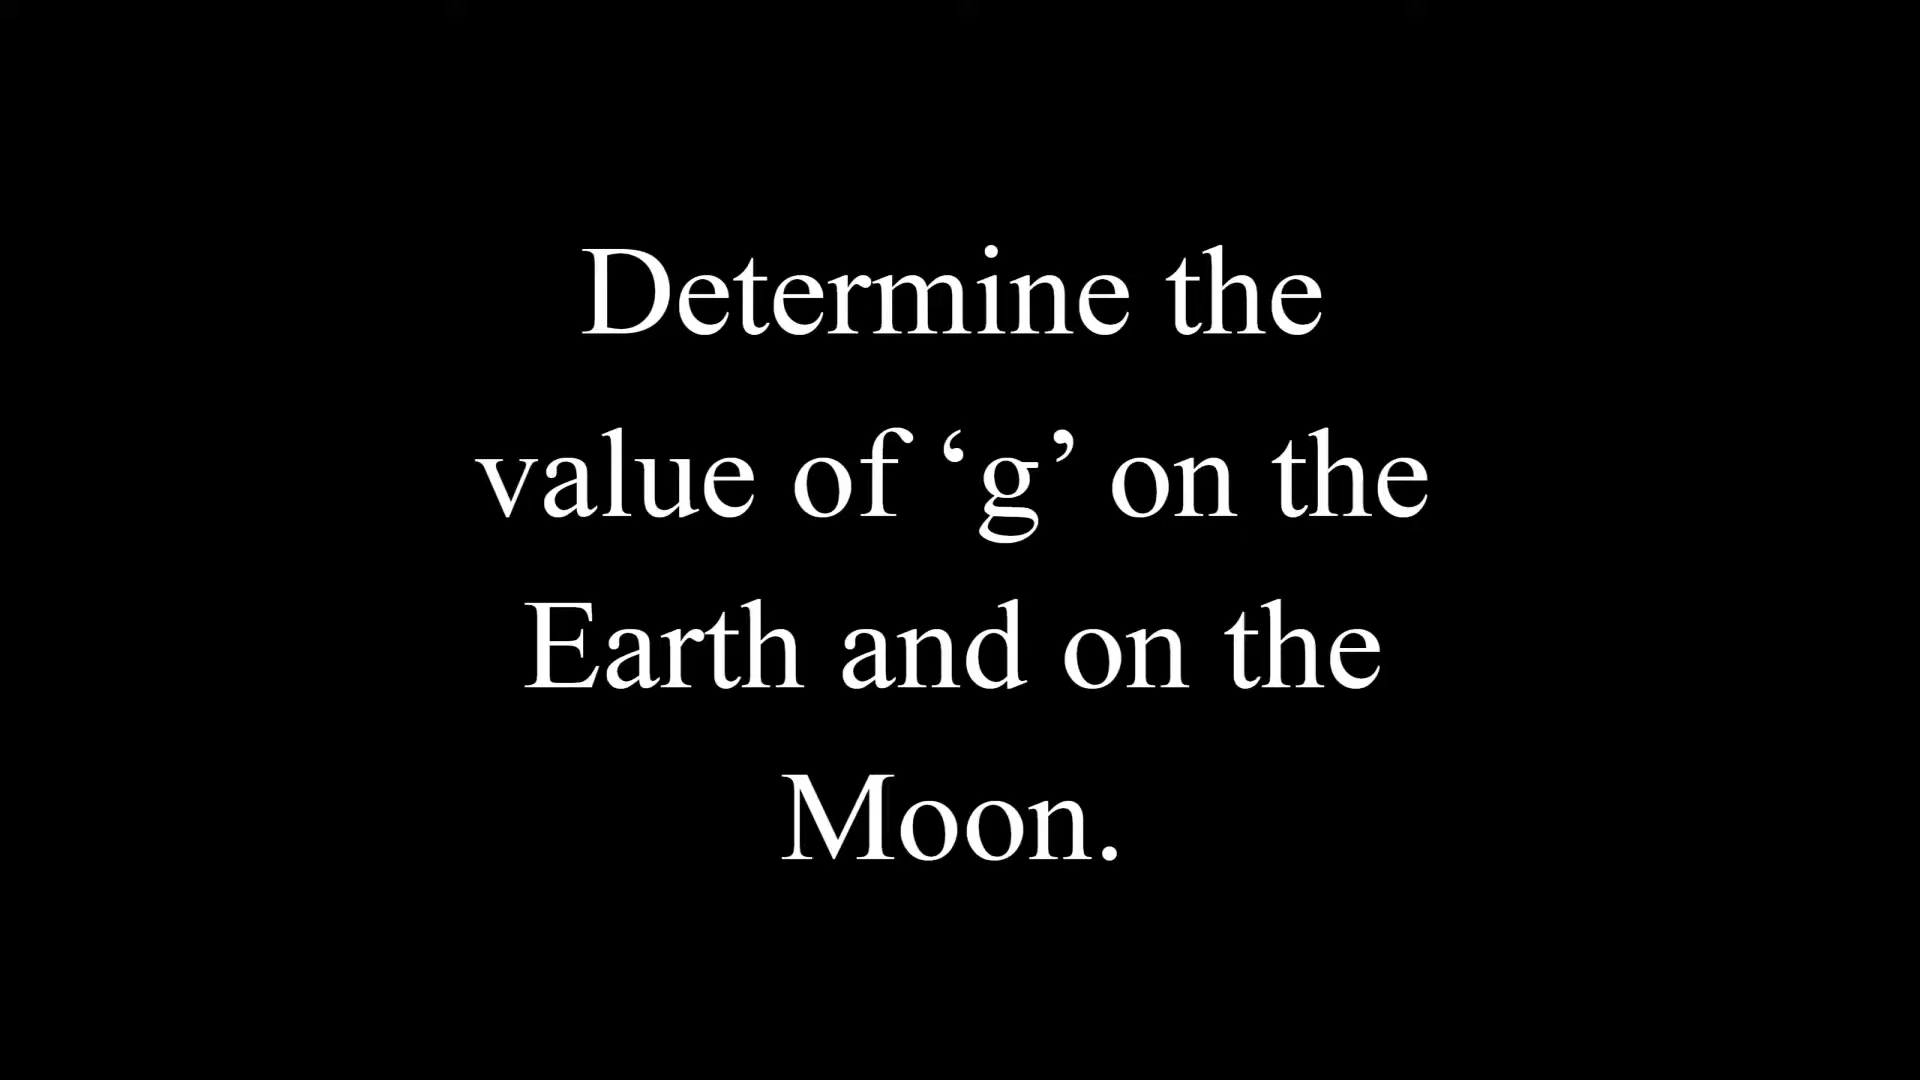 Determine the
value of ‘g’ on the
Earth and on the
Moon.